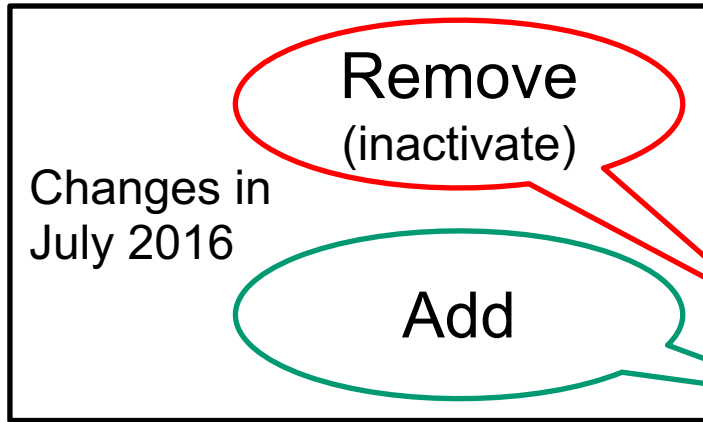 Remove
(inactivate)
Changes in
July 2016
Add